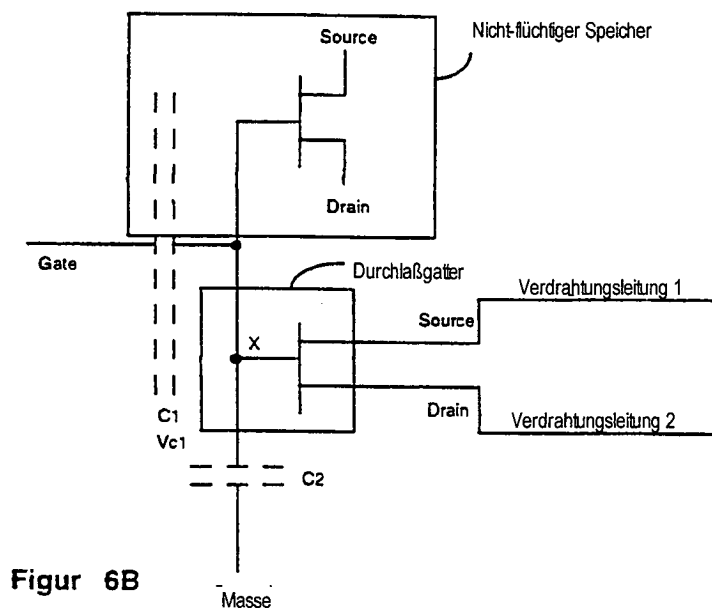 Source
Nicht-flüchtiger Speicher
Drain
Gate
Durchlaßgatter
Verdrahtungsleitung 1
Source
X
Drain
C1
Vc1
Verdrahtungsleitung 2
C2
Figur 6B
Masse